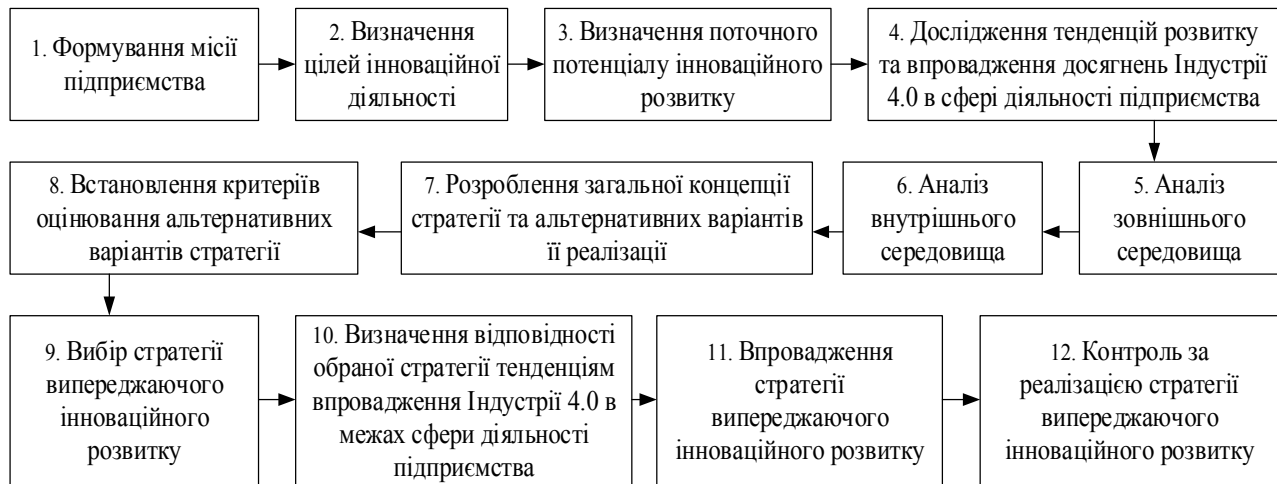 1. Формування місії
підприємства
2. Визначення
цілей інноваційної
діяльності
3. Визначення поточного
потенціалу інноваційного
розвитку
4. Дослідження тенденцій розвитку
та впровадження досягнень Індустрії
4.0 в сфері діяльності підприємства
5. Аналіз
зовнішнього
середовища
6. Аналіз
внутрішнього
середовища
7. Розроблення загальної концепції
стратегії та альтернативних варіантів
її реалізації
8. Встановлення критеріїв
оцінювання альтернативних
варіантів стратегії
9. Вибір стратегії
випереджаючого
інноваційного
розвитку
10. Визначення відповідності
обраної стратегії тенденціям
впровадження Індустрії 4.0 в
межах сфери діяльності
підприємства
11. Впровадження
стратегії
випереджаючого
інноваційного розвитку
12. Контроль за
реалізацією стратегії
випереджаючого
інноваційного розвитку